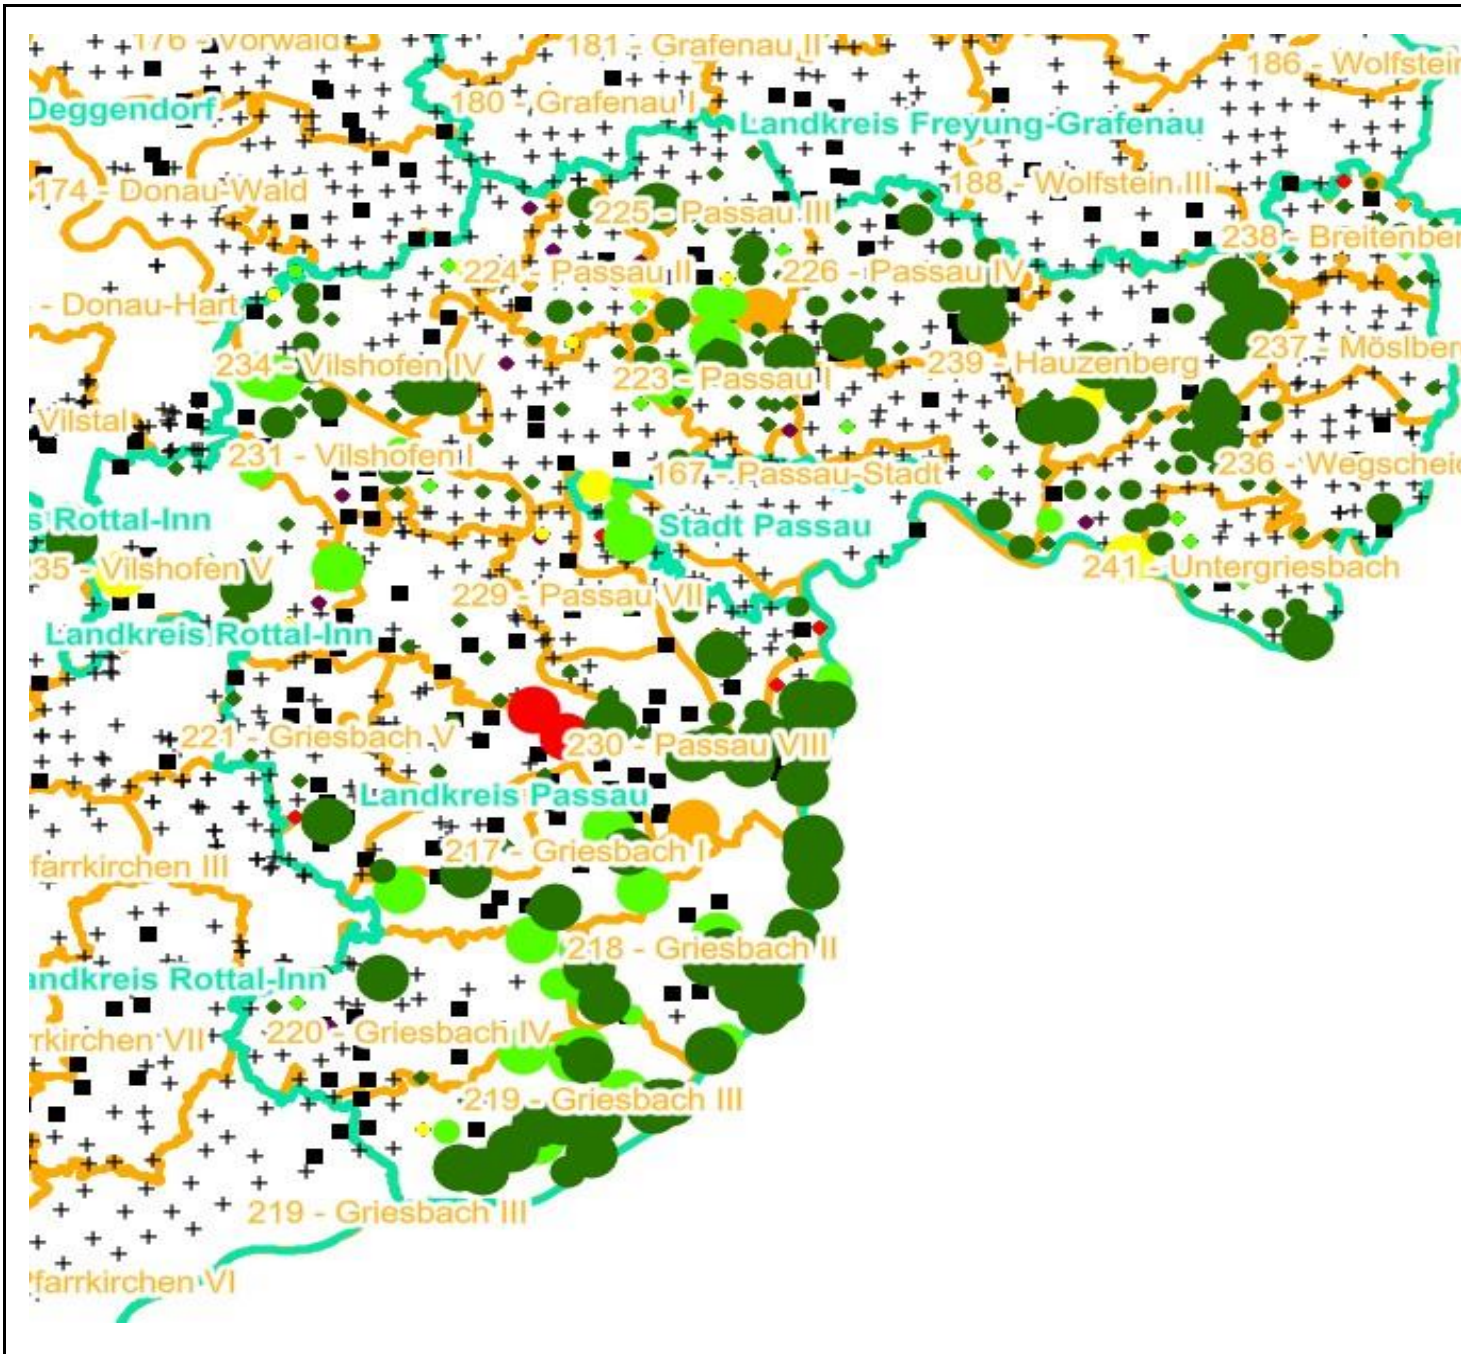 176 - Vorwald
181 - Grafenau II
186 - Wolfstein
Deggendorf
180 - Grafenau I
Landkreis Freyung-Grafenau
174 - Donau-Wald
188 - Wolfstein III
225 - Passau III
238 - Breitenber
224 - Passau II
226 - Passau IV
- Donau-Hart
234 - Vilshofen IV
223 - Passau I
239 - Hauzenberg
237 - Möslber
Vilstal
231 - Vilshofen I
167 - Passau-Stadt
236 - Wegscheid
s Rottal-Inn
Stadt Passau
35 - Vilshofen V
229 - Passau VII
241 - Untergriesbach
Landkreis Rottal-Inn
221 - Griesbach V
230 - Passau VIII
Landkreis Passau
217 - Griesbach I
farrkirchen III
218 - Griesbach II
andkreis Rottal-Inn
rrkirchen VII
220 - Griesbach IV
219 - Griesbach III
219 - Griesbach III
Pfarrkirchen VI